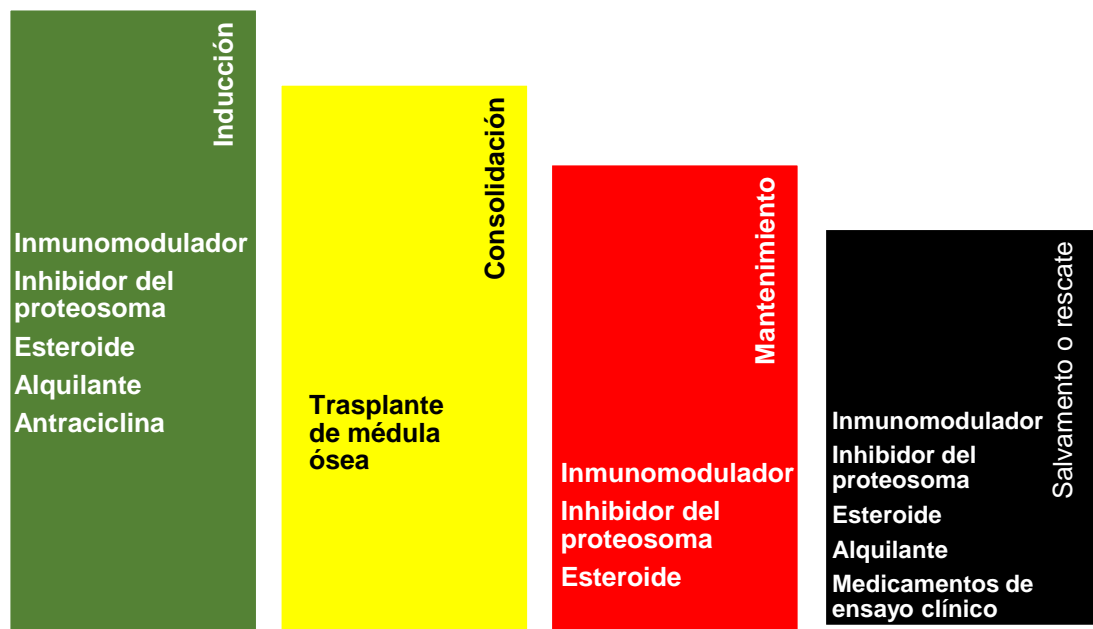 Inducción
Inmunomodulador
Inhibidor del
proteosoma
Esteroide
Alquilante
Antraciclina
Consolidación
Trasplante
de médula
ósea
Mantenimiento
Inmunomodulador
Inhibidor del
proteosoma
Esteroide
Salvamento o rescate
Inmunomodulador
Inhibidor del
proteosoma
Esteroide
Alquilante
Medicamentos de
ensayo clínico